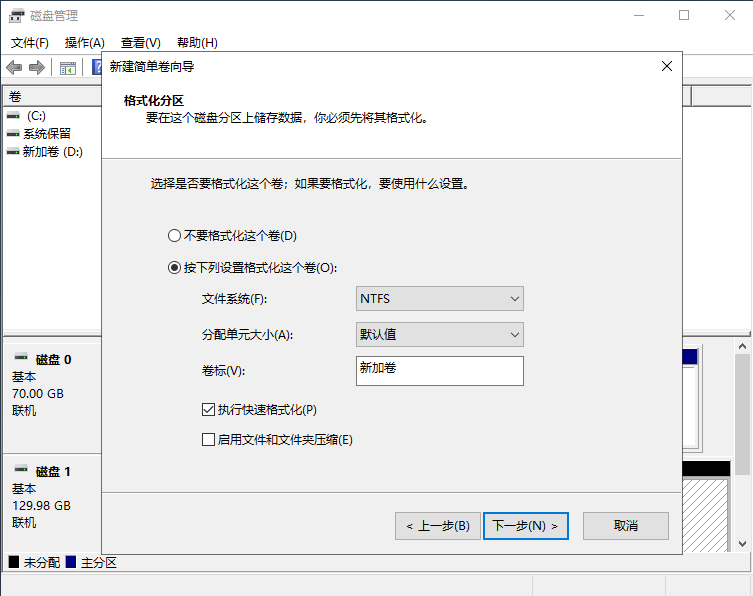 磁盘管理
文件(F) 操作(A) 查看(V) 帮助(H)
新建简单卷向导
格式化分区
要在这个磁盘分区上储存数据，你必须先将其格式化。
卷
(C:)
系统保留
新加卷 (D:)
选择是否要格式化这个卷；如果要格式化，要使用什么设置。
不要格式化这个卷(D)
按下列设置格式化这个卷(O):
文件系统(F): NTFS
分配单元大小(A): 默认值
卷标(V): 新加卷
执行快速格式化(P)
启用文件和文件夹压缩(E)
磁盘 0
基本
70.00 GB
联机
磁盘 1
基本
129.98 GB
联机
< 上一步(B) 下一步(N) > 取消
未分配 主分区